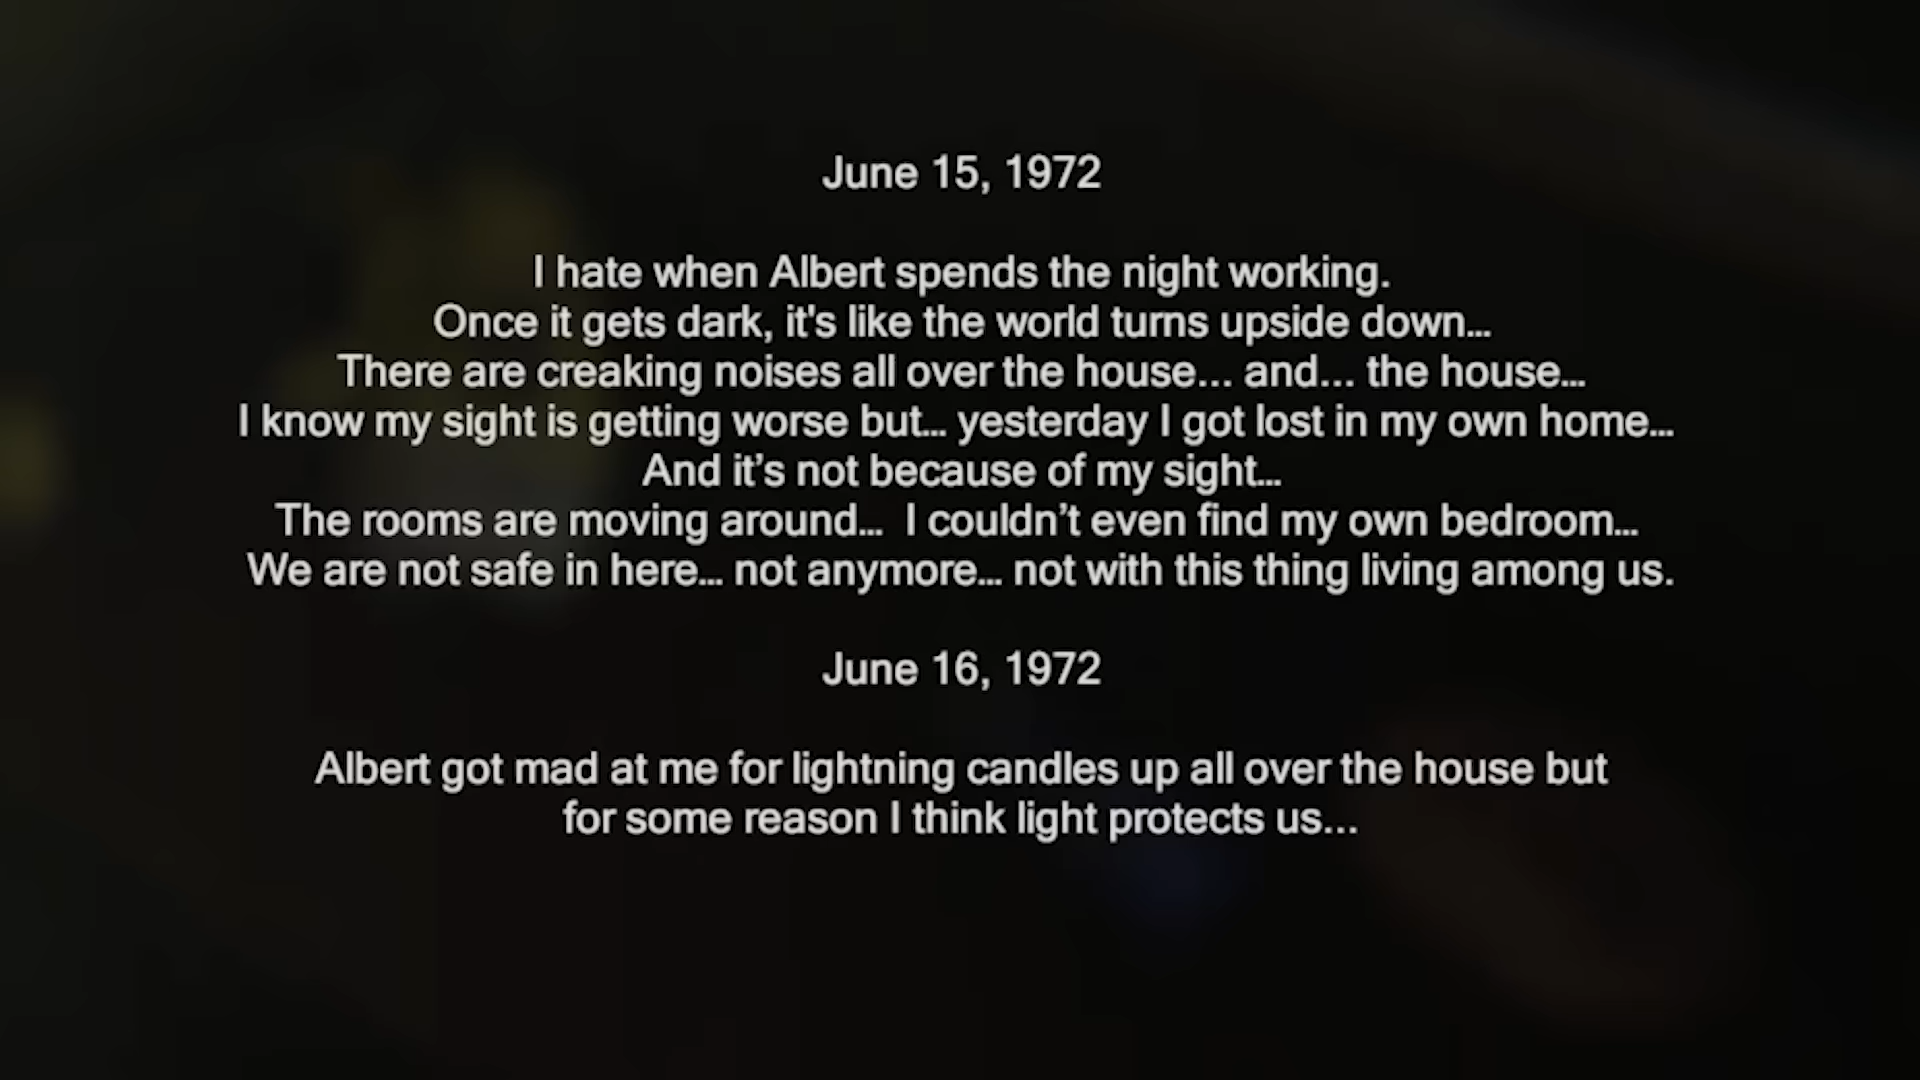 June 15, 1972
I hate when Albert spends the night working.
Once it gets dark, it's like the world turns upside down...
There are creaking noises all over the house... and... the house...
I know my sight is getting worse but... yesterday I got lost in my own home...
And it’s not because of my sight...
The rooms are moving around...  I couldn’t even find my own bedroom...
We are not safe in here... not anymore... not with this thing living among us.
June 16, 1972
Albert got mad at me for lightning candles up all over the house but
for some reason I think light protects us...